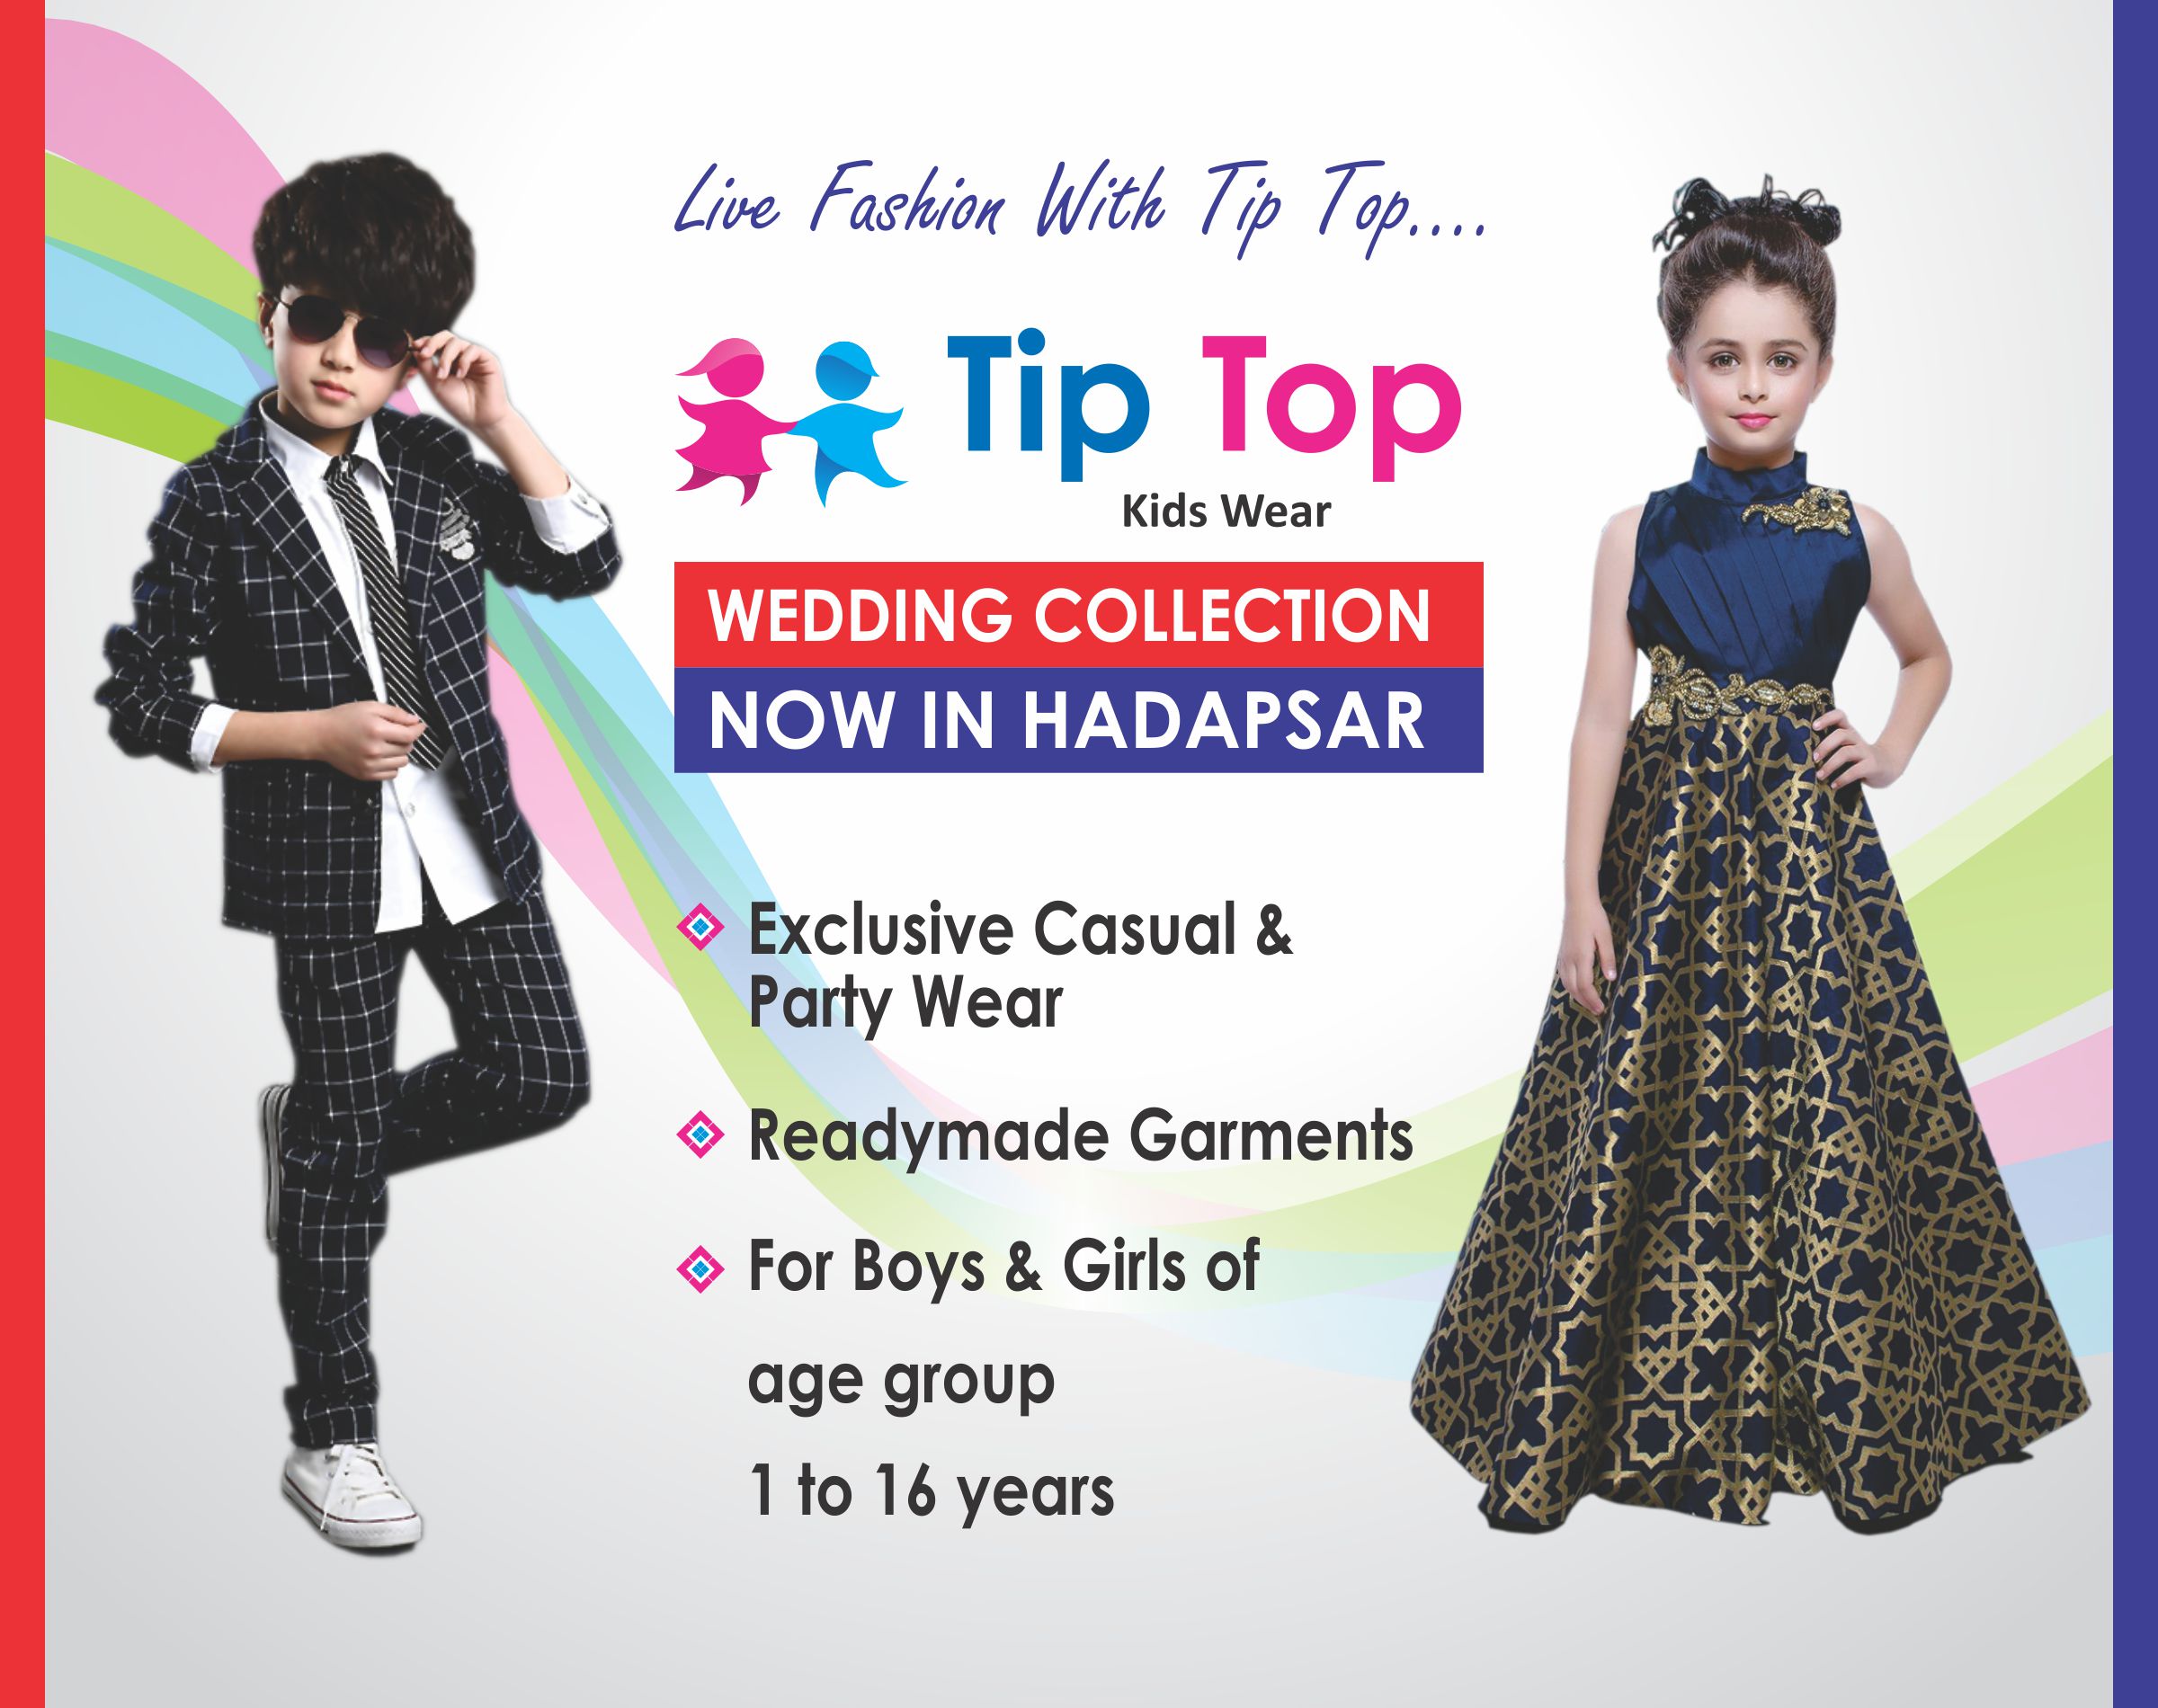 Live Fashion With Tip Top....
Tip Top
Kids Wear
WEDDING COLLECTION
NOW IN HADAPSAR
Exclusive Casual &
Party Wear
Readymade Garments
For Boys & Girls of
age group
1 to 16 years